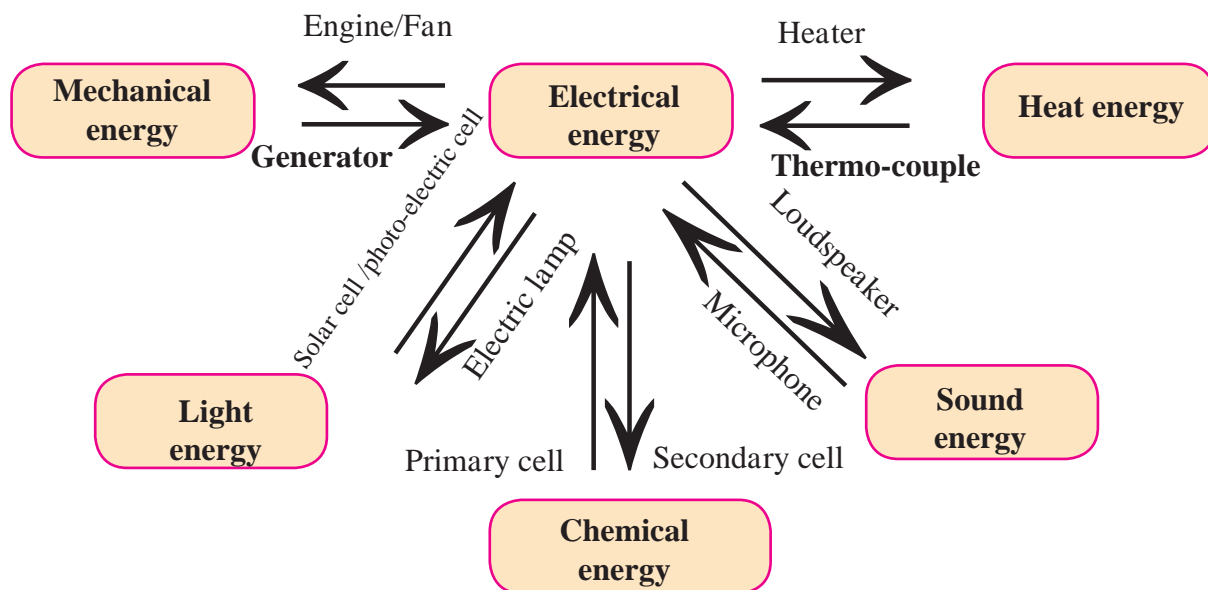 Engine/Fan
Heater
Mechanical
energy
Electrical
energy
Heat energy
Generator
Thermo-couple
Solar cell /photo-electric cell
Electric lamp
Loudspeaker
Microphone
Light
energy
Sound
energy
Primary cell
Secondary cell
Chemical
energy